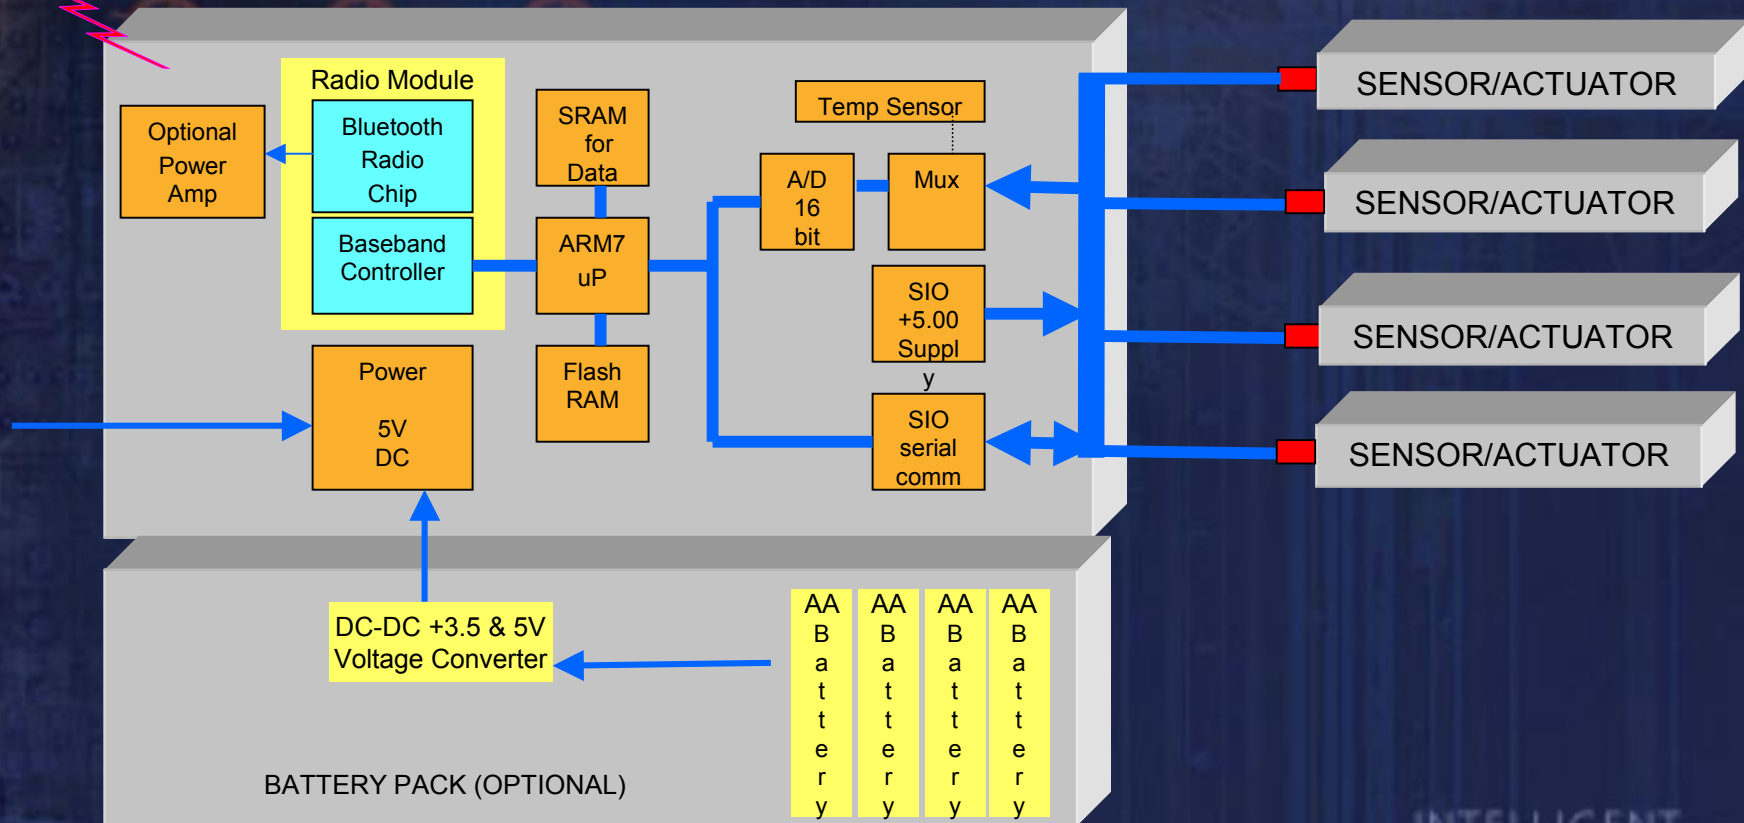 Radio Module
Optional
Power
Amp
Bluetooth
Radio
Chip
Baseband
Controller
SRAM
for
Data
ARM7
uP
Flash
RAM
Power
5V
DC
Temp Sensor
A/D
16
bit
Mux
SIO
+5.00
Suppl
y
SIO
serial
comm
SENSOR/ACTUATOR
SENSOR/ACTUATOR
SENSOR/ACTUATOR
SENSOR/ACTUATOR
DC-DC +3.5 & 5V
Voltage Converter
AA
B
a
t
t
e
r
y
AA
B
a
t
t
e
r
y
AA
B
a
t
t
e
r
y
AA
B
a
t
t
e
r
y
BATTERY PACK (OPTIONAL)
INTELLIGENT